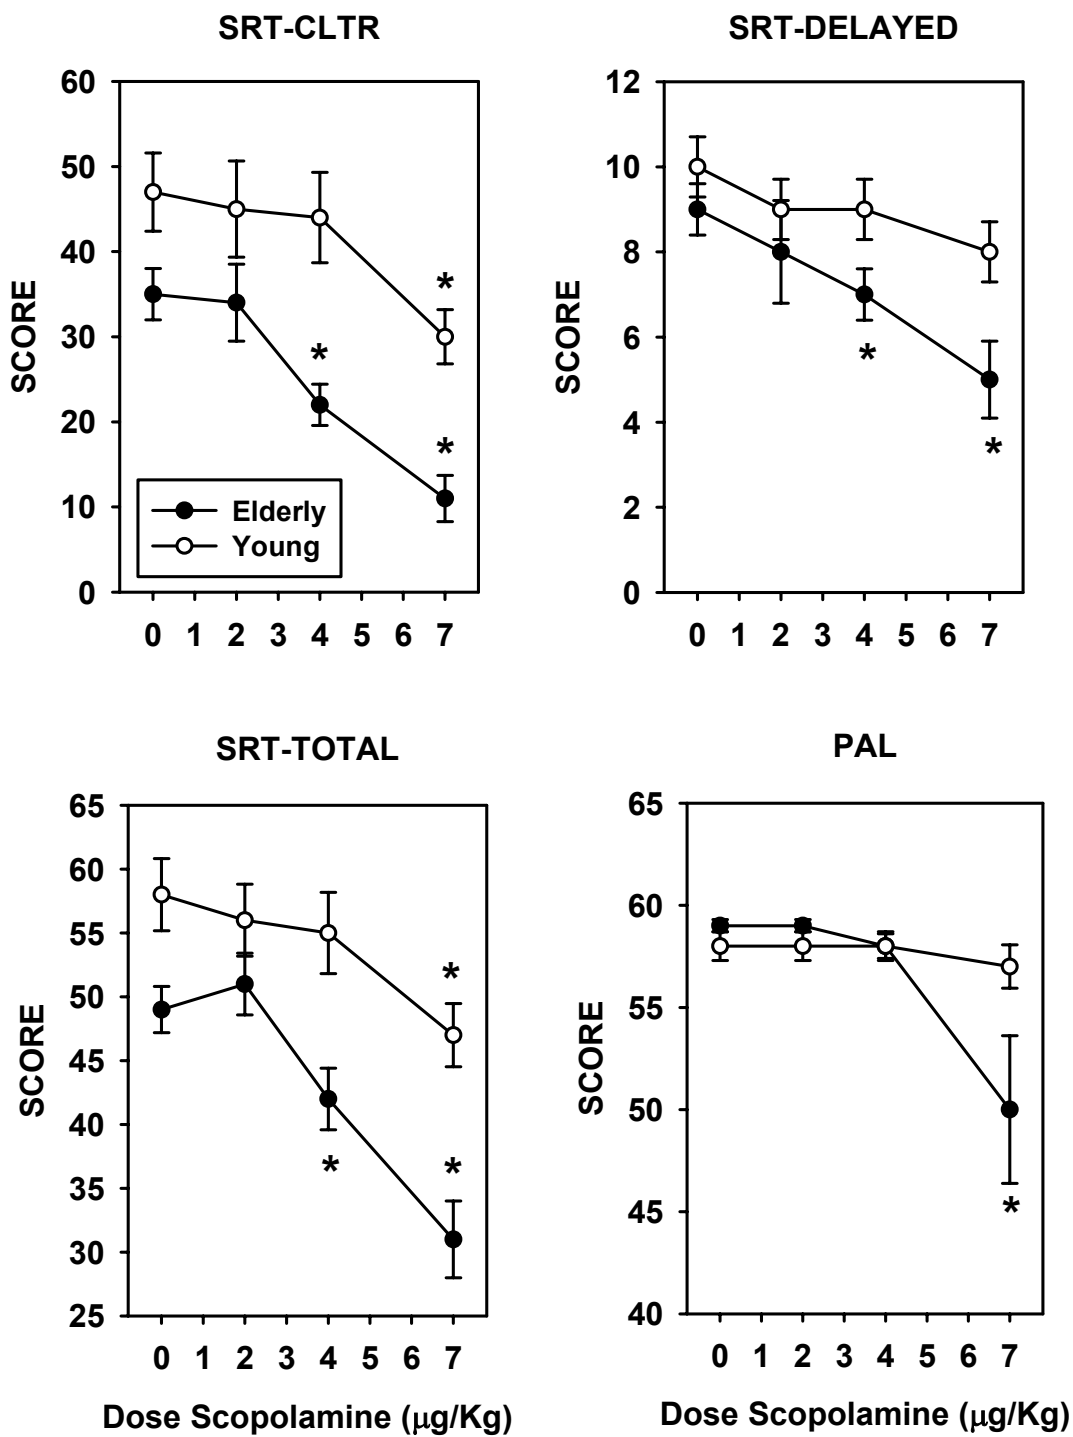 SRT-CLTR
60
50
40
30
20
10
0
SCORE
*
*
*
Elderly
Young
0 1 2 3 4 5 6 7
SRT-DELAYED
12
10
8
6
4
2
0
SCORE
*
*
0 1 2 3 4 5 6 7
SRT-TOTAL
65
60
55
50
45
40
35
30
25
SCORE
*
*
*
0 1 2 3 4 5 6 7
Dose Scopolamine (μg/Kg)
PAL
65
60
55
50
45
40
SCORE
*
0 1 2 3 4 5 6 7
Dose Scopolamine (μg/Kg)